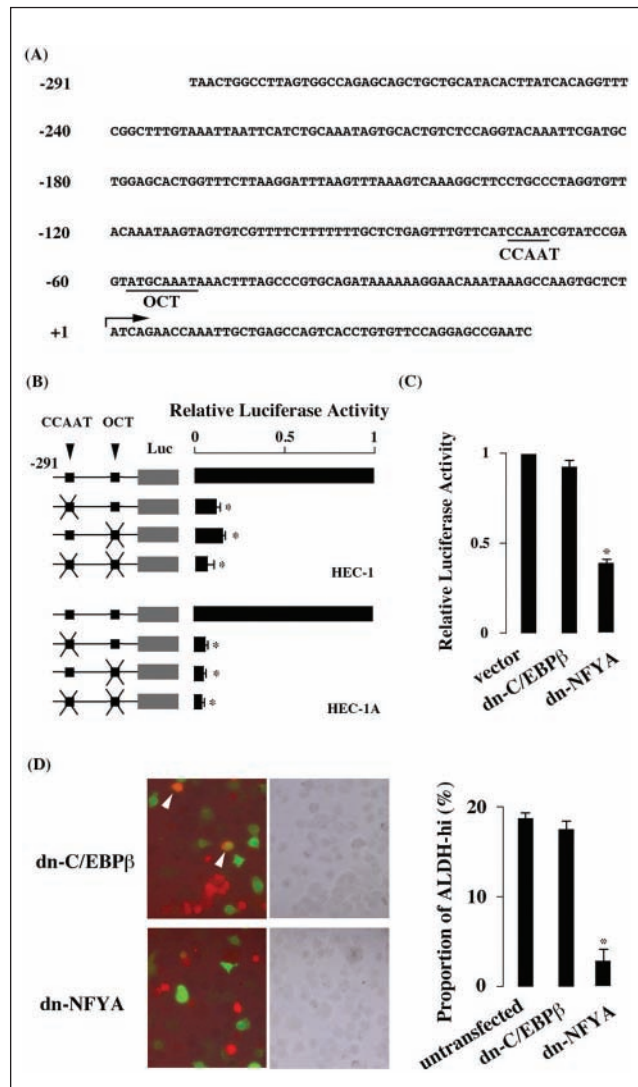 (A)
-291 TAACTGGCCTTAGTGGCCAGAGCAGCTGCTGCATACACTTATCACAGGTTT
-240 CGGCTTTGTAAATTAATTCATCTGCAAATAGTGCACTGTCTCCAGGTACAAATTCGATGC
-180 TGGAGCACTGGTTTCTTAAGGATTTAAGTTTAAAGTCAAAGGCTTCCTGCCCTAGGTGTT
-120 ACAAATAAGTAGTGTCGTTTTCTTTTTTTGCTCTGAGTTTGTTCATCCAATCGTATCCGA
CCAAT
-60 GTATGCAAATAAACTTTAGCCCGTGCAGATAAAAAAGGAACAAATAAAGCCAAGTGCTCT
OCT
+1 ATCAGAACCAAATTGCTGAGCCAGTCACCTGTGTTCCAGGAGCCGAATC
(B)
Relative Luciferase Activity
CCAAT OCT
Luc
0 0.5 1
-291
*
*
*
HEC-1
*
*
*
HEC-1A
(C)
Relative Luciferase Activity
1
0.5
0
*
vector
dn-C/EBPβ
dn-NFYA
(D)
dn-C/EBPβ
dn-NFYA
Proportion of ALDH-hi (%)
20
10
0
*
untransfected
dn-C/EBPβ
dn-NFYA